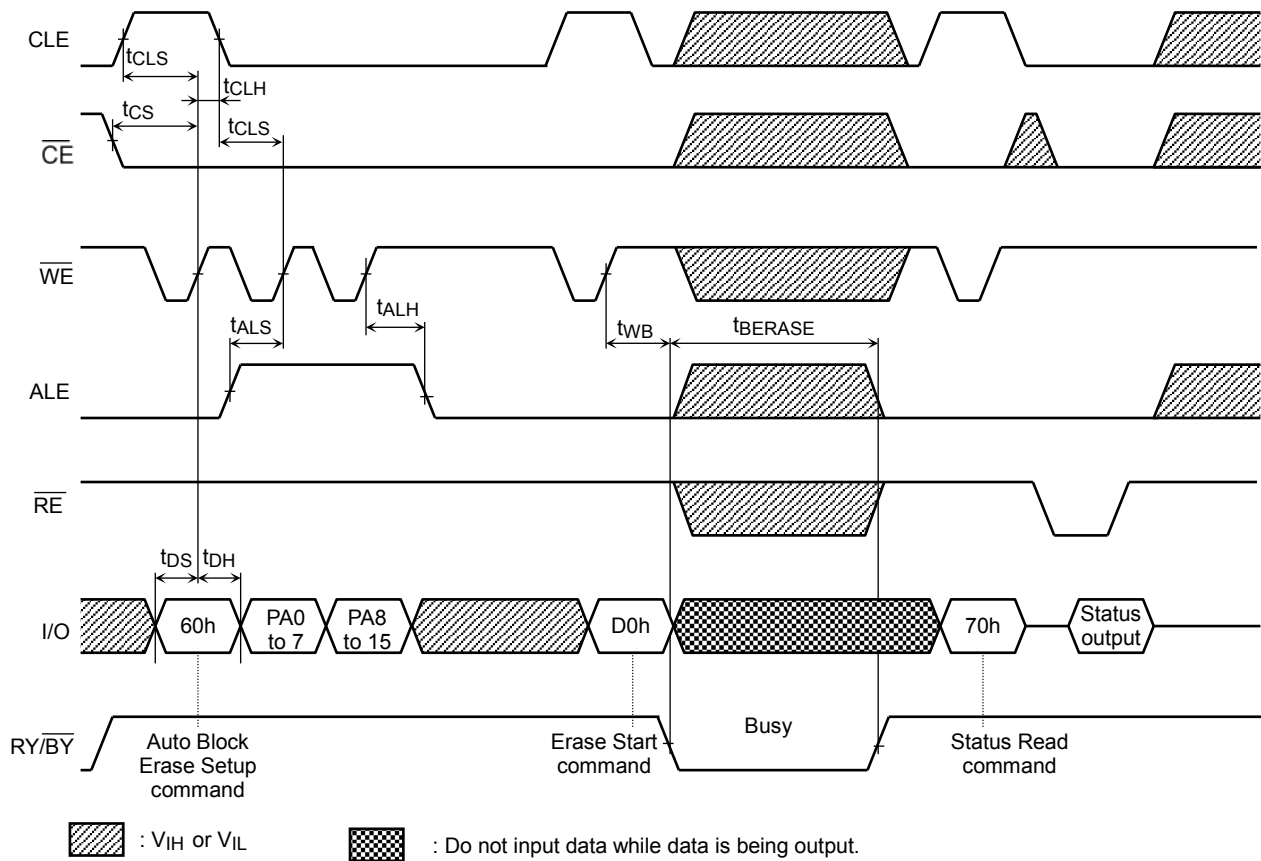 CLE
tCLS
tCLH
tCS
tCLS
CE
WE
tALH
tALS
tWB
tBERASE
ALE
RE
tDS
tDH
I/O
60h
PA0
to 7
PA8
to 15
D0h
70h
Status
output
RY/BY
Busy
Auto Block
Erase Setup
command
Erase Start
command
Status Read
command
: VIH or VIL
: Do not input data while data is being output.